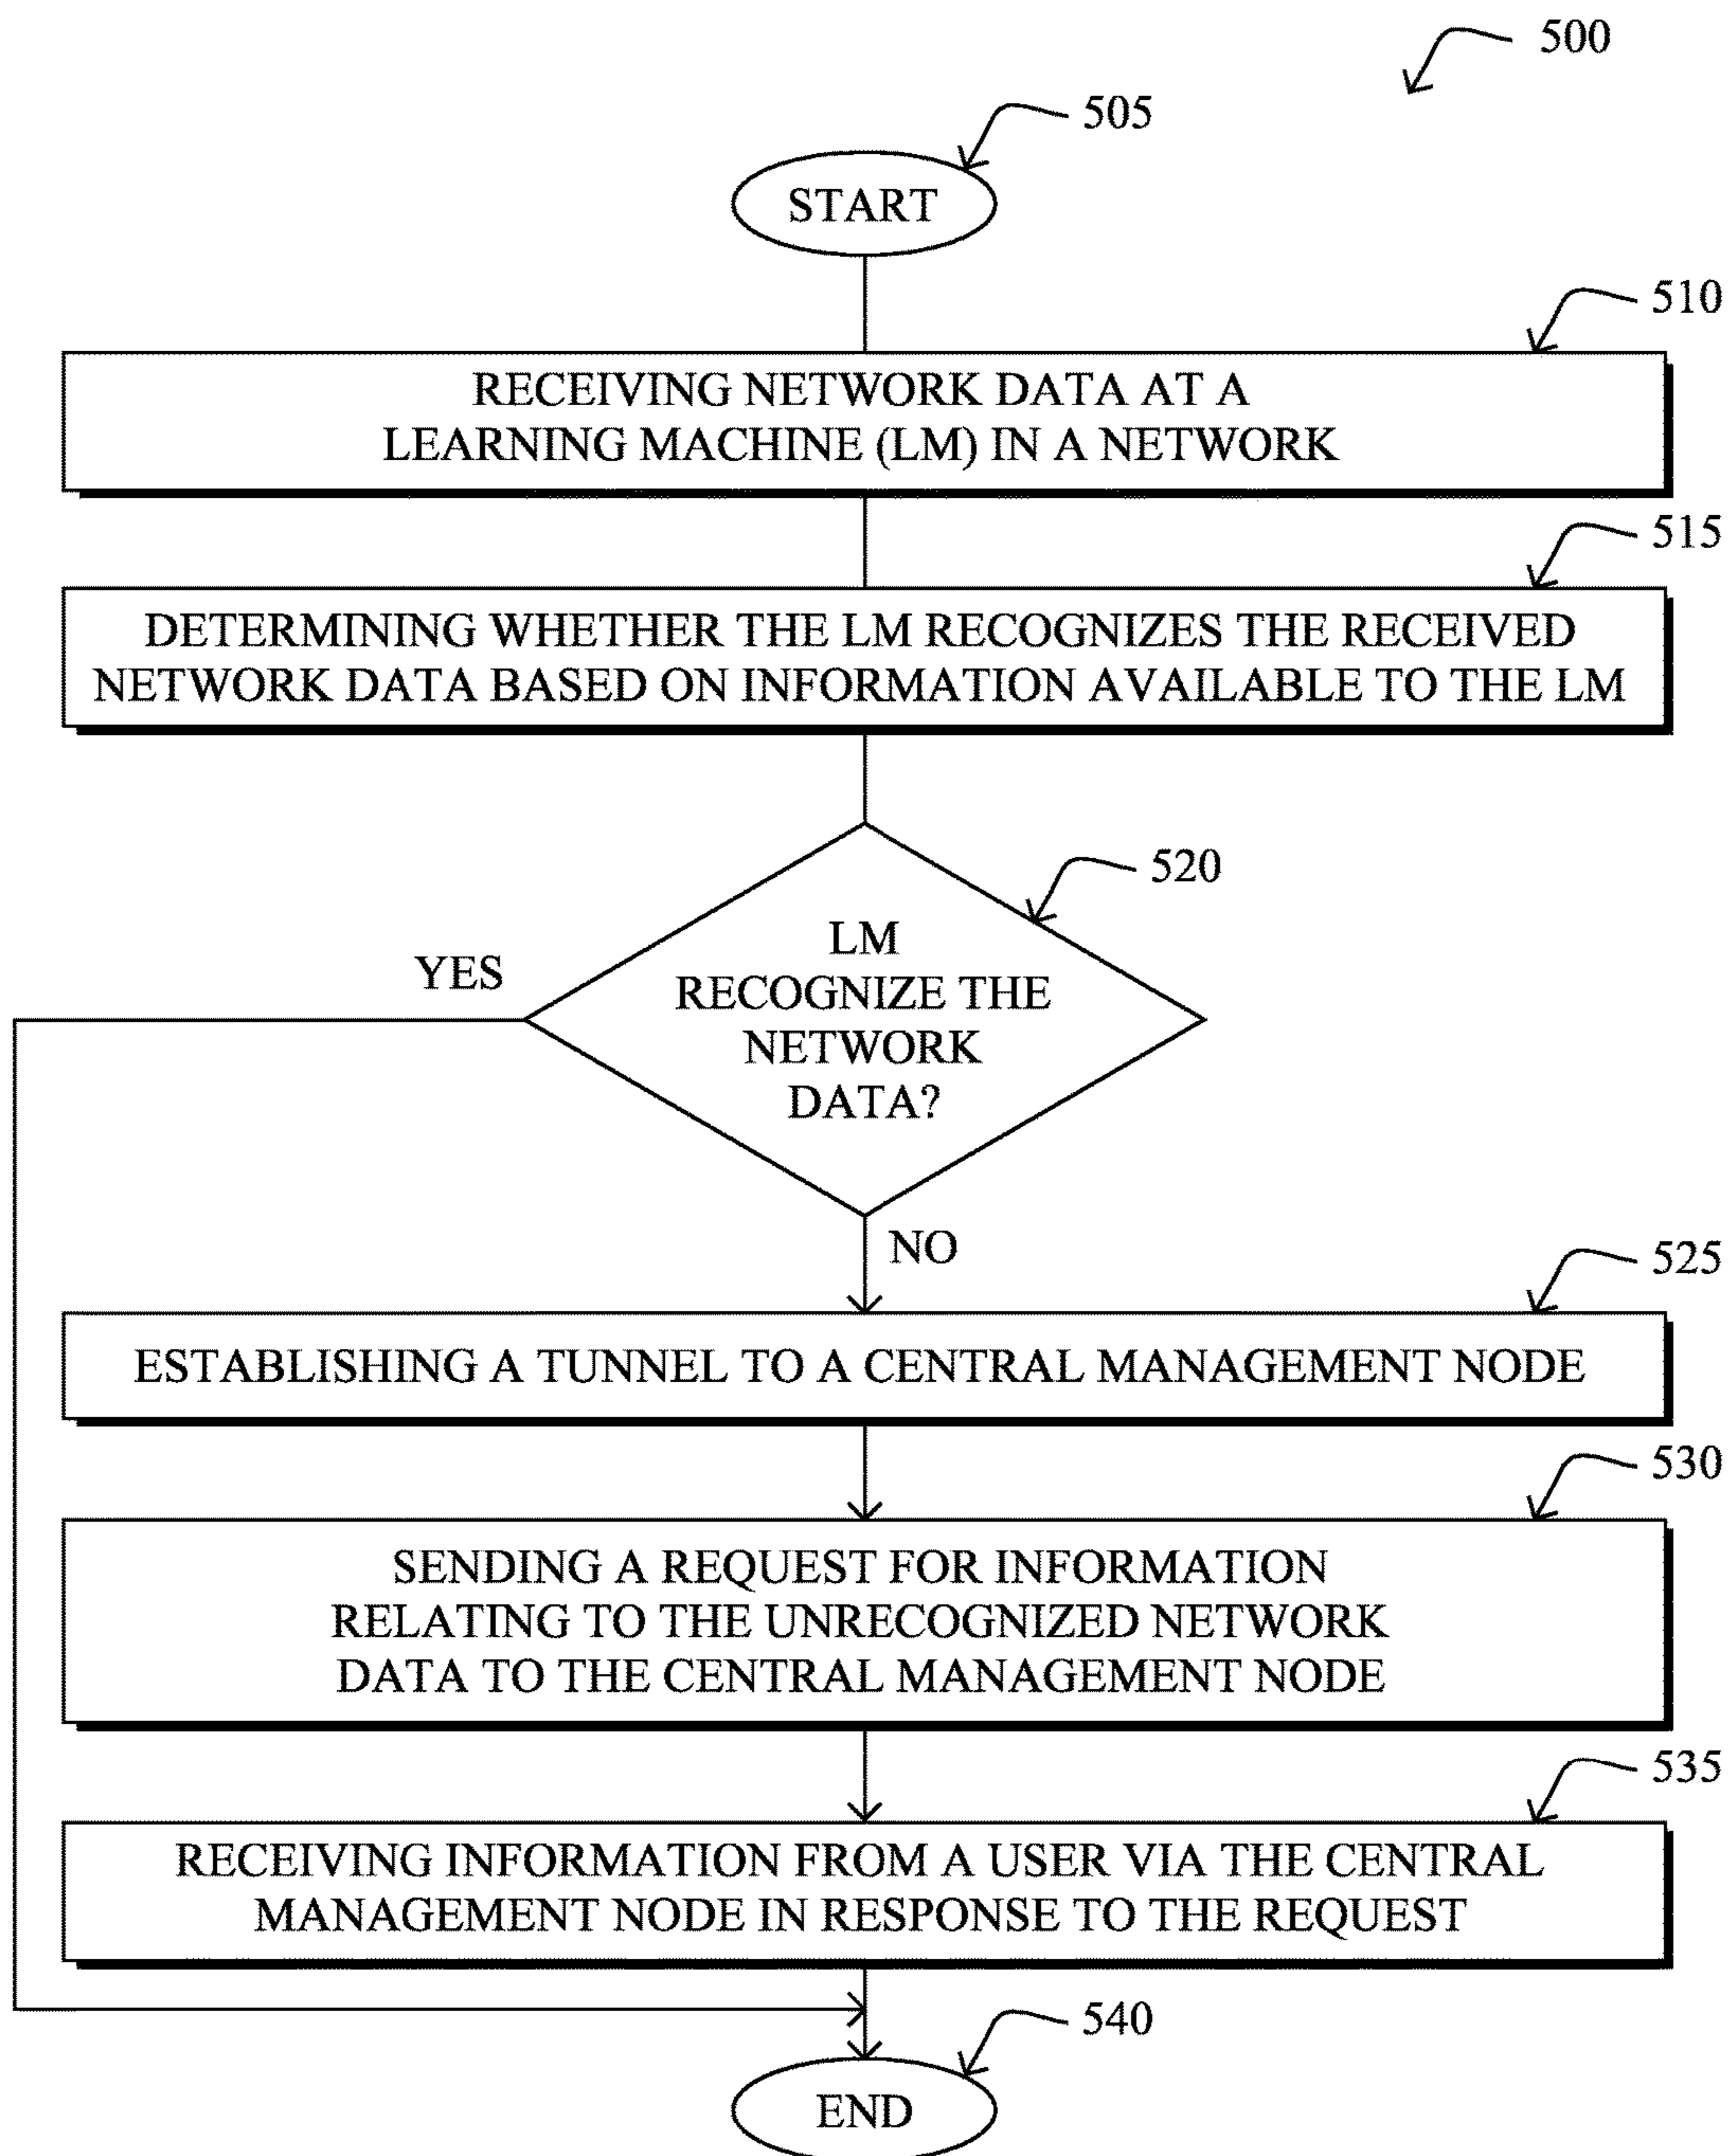 500
505
START
510
RECEIVING NETWORK DATA AT A
LEARNING MACHINE (LM) IN A NETWORK
515
DETERMINING WHETHER THE LM RECOGNIZES THE RECEIVED
NETWORK DATA BASED ON INFORMATION AVAILABLE TO THE LM
520
LM
RECOGNIZE THE
NETWORK
DATA?
YES
NO
525
ESTABLISHING A TUNNEL TO A CENTRAL MANAGEMENT NODE
530
SENDING A REQUEST FOR INFORMATION
RELATING TO THE UNRECOGNIZED NETWORK
DATA TO THE CENTRAL MANAGEMENT NODE
535
RECEIVING INFORMATION FROM A USER VIA THE CENTRAL
MANAGEMENT NODE IN RESPONSE TO THE REQUEST
540
END